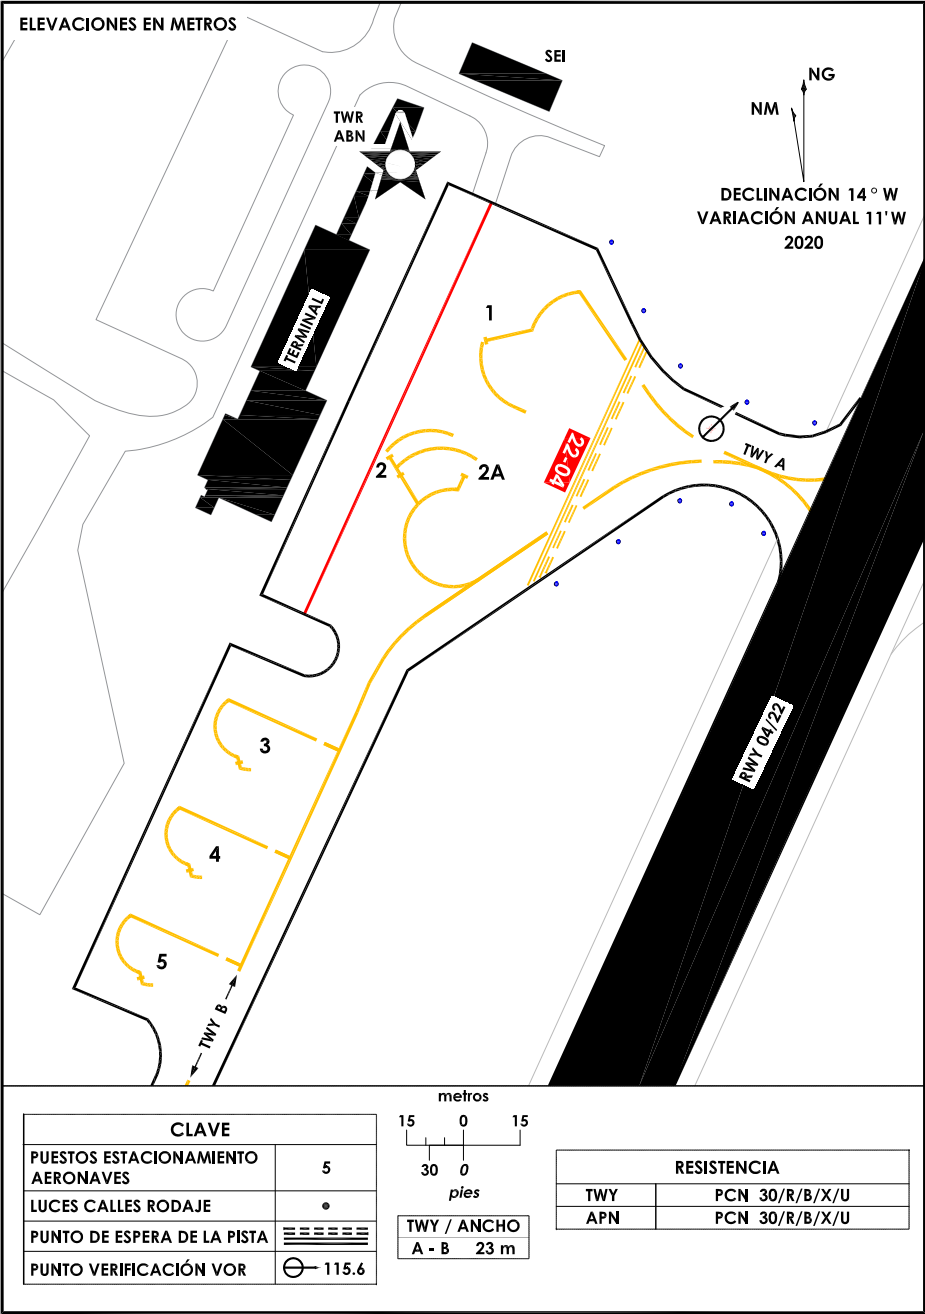 ELEVACIONES EN METROS
SEI
TWR
ABN
NG
NM
DECLINACIÓN 14° W
VARIACIÓN ANUAL 11'W
2020
TERMINAL
1
2
2A
22-04
TWY A
3
4
5
RWY 04/22
TWY B
CLAVE
PUESTOS ESTACIONAMIENTO
AERONAVES
5
LUCES CALLES RODAJE
PUNTO DE ESPERA DE LA PISTA
PUNTO VERIFICACIÓN VOR
115.6
metros
15 0 15
30 0
pies
TWY / ANCHO
A - B 23 m
RESISTENCIA
TWY PCN 30/R/B/X/U
APN PCN 30/R/B/X/U